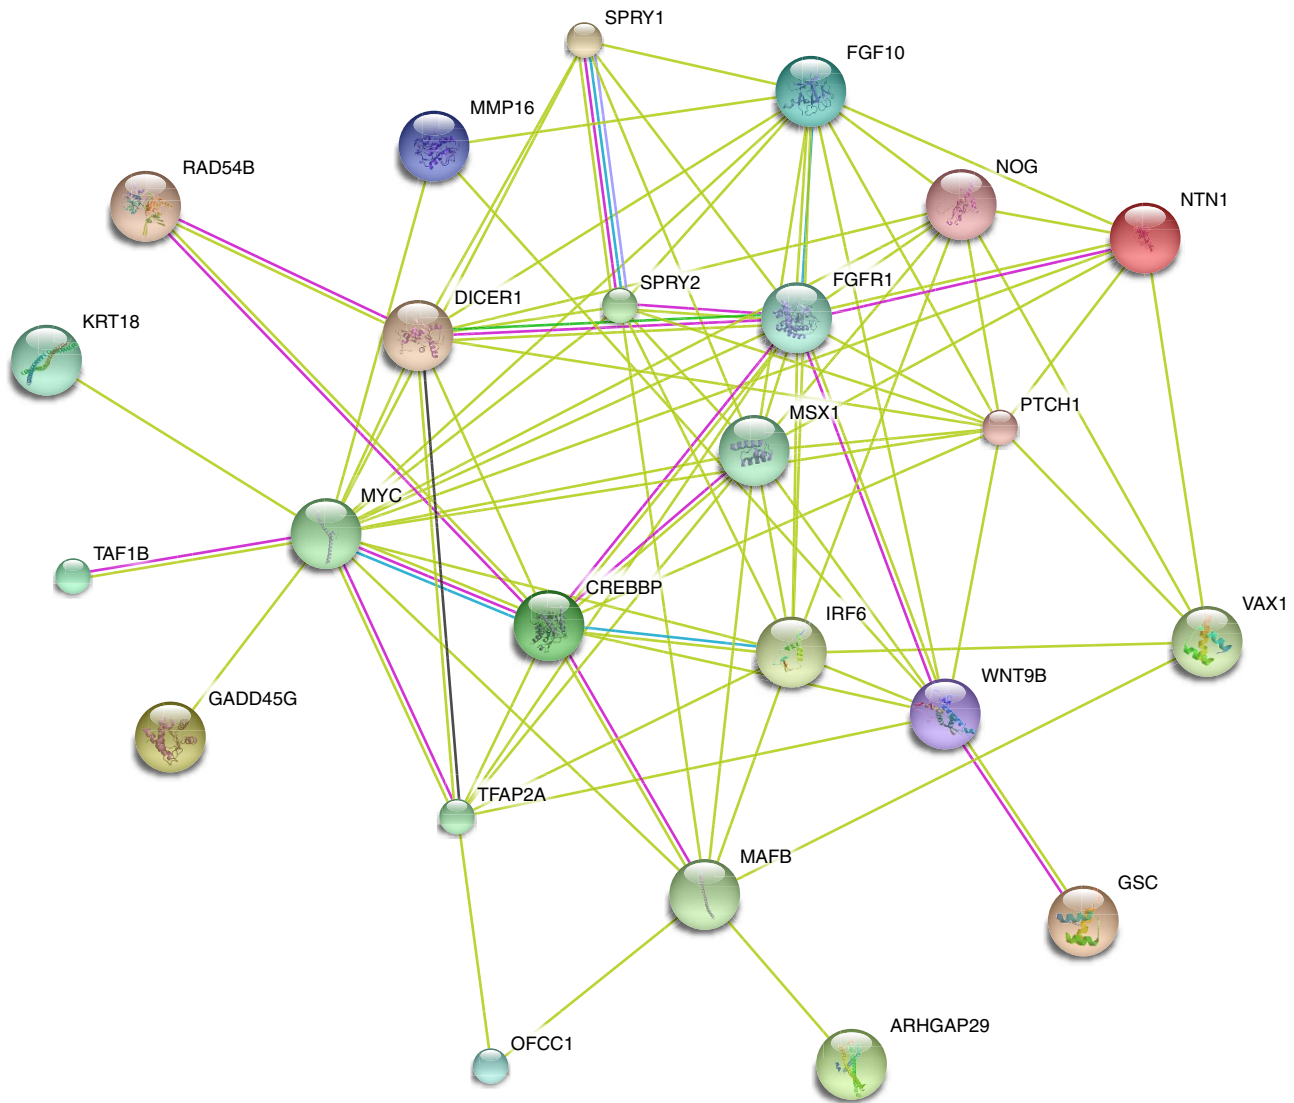 SPRY1
FGF10
MMP16
RAD54B
NOG
NTN1
SPRY2
FGFR1
DICER1
KRT18
PTCH1
MSX1
MYC
TAF1B
CREBBP
IRF6
VAX1
WNT9B
GADD45G
TFAP2A
MAFB
GSC
ARHGAP29
OFCC1